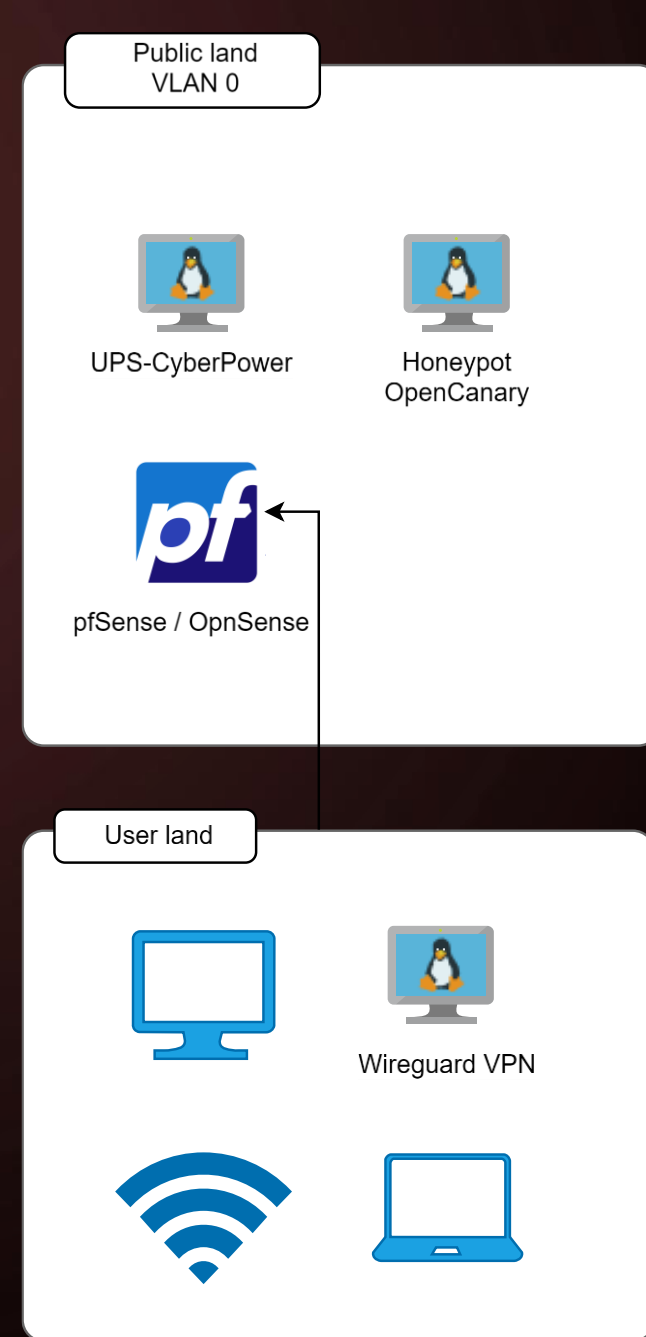 Public land
VLAN 0
UPS-CyberPower
Honeypot
OpenCanary
pf
pfSense / OpnSense
User land
Wireguard VPN